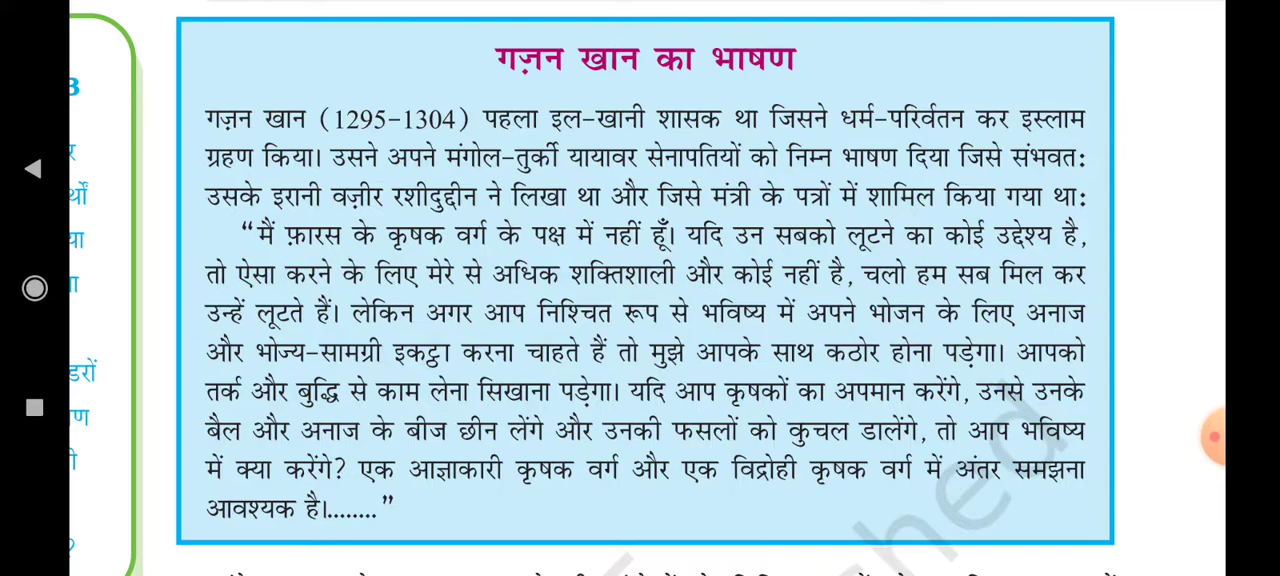 गज़न खान का भाषण
गज़न खान (1295-1304) पहला इल-खानी शासक था जिसने धर्म-परिर्वतन कर इस्लाम
ग्रहण किया। उसने अपने मंगोल-तुर्की यायावर सेनापतियों को निम्न भाषण दिया जिसे संभवत:
उसके इरानी वज़ीर रशीदुद्दीन ने लिखा था और जिसे मंत्री के पत्रों में शामिल किया गया था:
“मैं फ़ारस के कृषक वर्ग के पक्ष में नहीं हूँ। यदि उन सबको लूटने का कोई उद्देश्य है,
तो ऐसा करने के लिए मेरे से अधिक शक्तिशाली और कोई नहीं है, चलो हम सब मिल कर
उन्हें लूटते हैं। लेकिन अगर आप निश्चित रूप से भविष्य में अपने भोजन के लिए अनाज
और भोज्य-सामग्री इकट्ठा करना चाहते हैं तो मुझे आपके साथ कठोर होना पड़ेगा। आपको
तर्क और बुद्धि से काम लेना सिखाना पड़ेगा। यदि आप कृषकों का अपमान करेंगे, उनसे उनके
बैल और अनाज के बीज छीन लेंगे और उनकी फसलों को कुचल डालेंगे, तो आप भविष्य
में क्या करेंगे? एक आज्ञाकारी कृषक वर्ग और एक विद्रोही कृषक वर्ग में अंतर समझना
आवश्यक है।........”